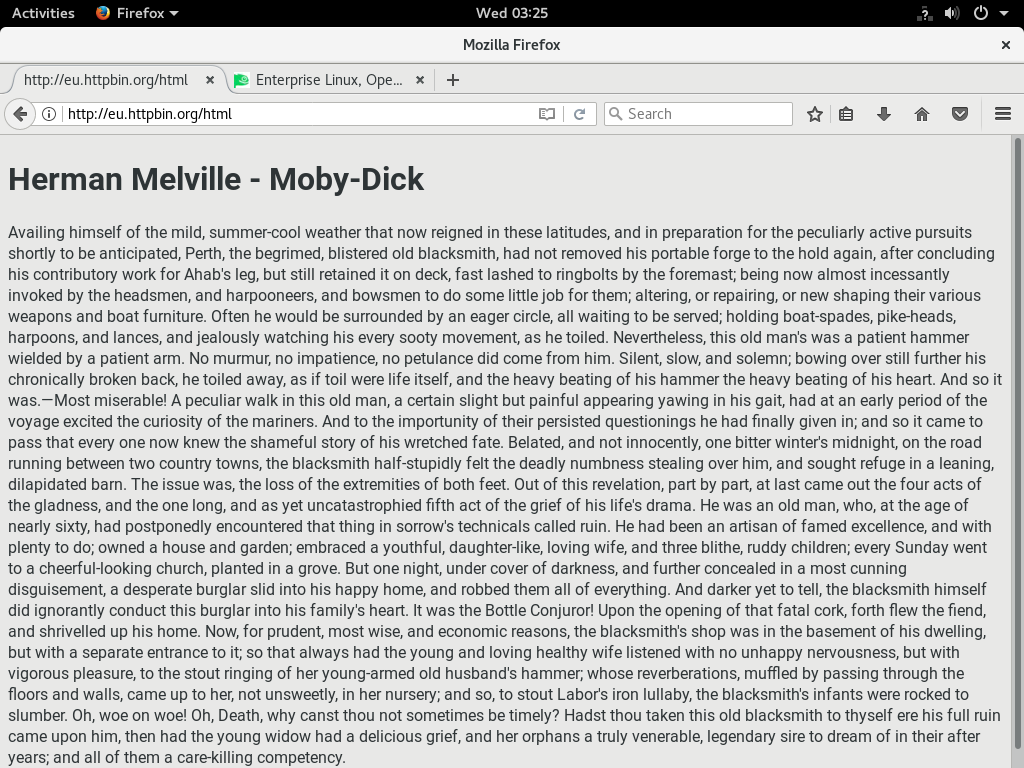 Activities Firefox Wed 03:25
Mozilla Firefox
http://eu.httpbin.org/html Enterprise Linux, Ope...
http://eu.httpbin.org/html Search
Herman Melville - Moby-Dick
Availing himself of the mild, summer-cool weather that now reigned in these latitudes, and in preparation for the peculiarly active pursuits
shortly to be anticipated, Perth, the begrimed, blistered old blacksmith, had not removed his portable forge to the hold again, after concluding
his contributory work for Ahab's leg, but still retained it on deck, fast lashed to ringbolts by the foremast; being now almost incessantly
invoked by the headsmen, and harpooneers, and bowsmen to do some little job for them; altering, or repairing, or new shaping their various
weapons and boat furniture. Often he would be surrounded by an eager circle, all waiting to be served; holding boat-spades, pike-heads,
harpoons, and lances, and jealously watching his every sooty movement, as he toiled. Nevertheless, this old man's was a patient hammer
wielded by a patient arm. No murmur, no impatience, no petulance did come from him. Silent, slow, and solemn; bowing over still further his
chronically broken back, he toiled away, as if toil were life itself, and the heavy beating of his hammer the heavy beating of his heart. And so it
was.—Most miserable! A peculiar walk in this old man, a certain slight but painful appearing yawing in his gait, had at an early period of the
voyage excited the curiosity of the mariners. And to the importunity of their persisted questionings he had finally given in; and so it came to
pass that every one now knew the shameful story of his wretched fate. Belated, and not innocently, one bitter winter's midnight, on the road
running between two country towns, the blacksmith half-stupidly felt the deadly numbness stealing over him, and sought refuge in a leaning,
dilapidated barn. The issue was, the loss of the extremities of both feet. Out of this revelation, part by part, at last came out the four acts of
the gladness, and the one long, and as yet uncatastrophied fifth act of the grief of his life's drama. He was an old man, who, at the age of
nearly sixty, had postponedly encountered that thing in sorrow's technicals called ruin. He had been an artisan of famed excellence, and with
plenty to do; owned a house and garden; embraced a youthful, daughter-like, loving wife, and three blithe, ruddy children; every Sunday went
to a cheerful-looking church, planted in a grove. But one night, under cover of darkness, and further concealed in a most cunning
disguisement, a desperate burglar slid into his happy home, and robbed them all of everything. And darker yet to tell, the blacksmith himself
did ignorantly conduct this burglar into his family's heart. It was the Bottle Conjuror! Upon the opening of that fatal cork, forth flew the fiend,
and shrivelled up his home. Now, for prudent, most wise, and economic reasons, the blacksmith's shop was in the basement of his dwelling,
but with a separate entrance to it; so that always had the young and loving healthy wife listened with no unhappy nervousness, but with
vigorous pleasure, to the stout ringing of her young-armed old husband's hammer; whose reverberations, muffled by passing through the
floors and walls, came up to her, not unsweetly, in her nursery; and so, to stout Labor's iron lullaby, the blacksmith's infants were rocked to
slumber. Oh, woe on woe! Oh, Death, why canst thou not sometimes be timely? Hadst thou taken this old blacksmith to thyself ere his full ruin
came upon him, then had the young widow had a delicious grief, and her orphans a truly venerable, legendary sire to dream of in their after
years; and all of them a care-killing competency.